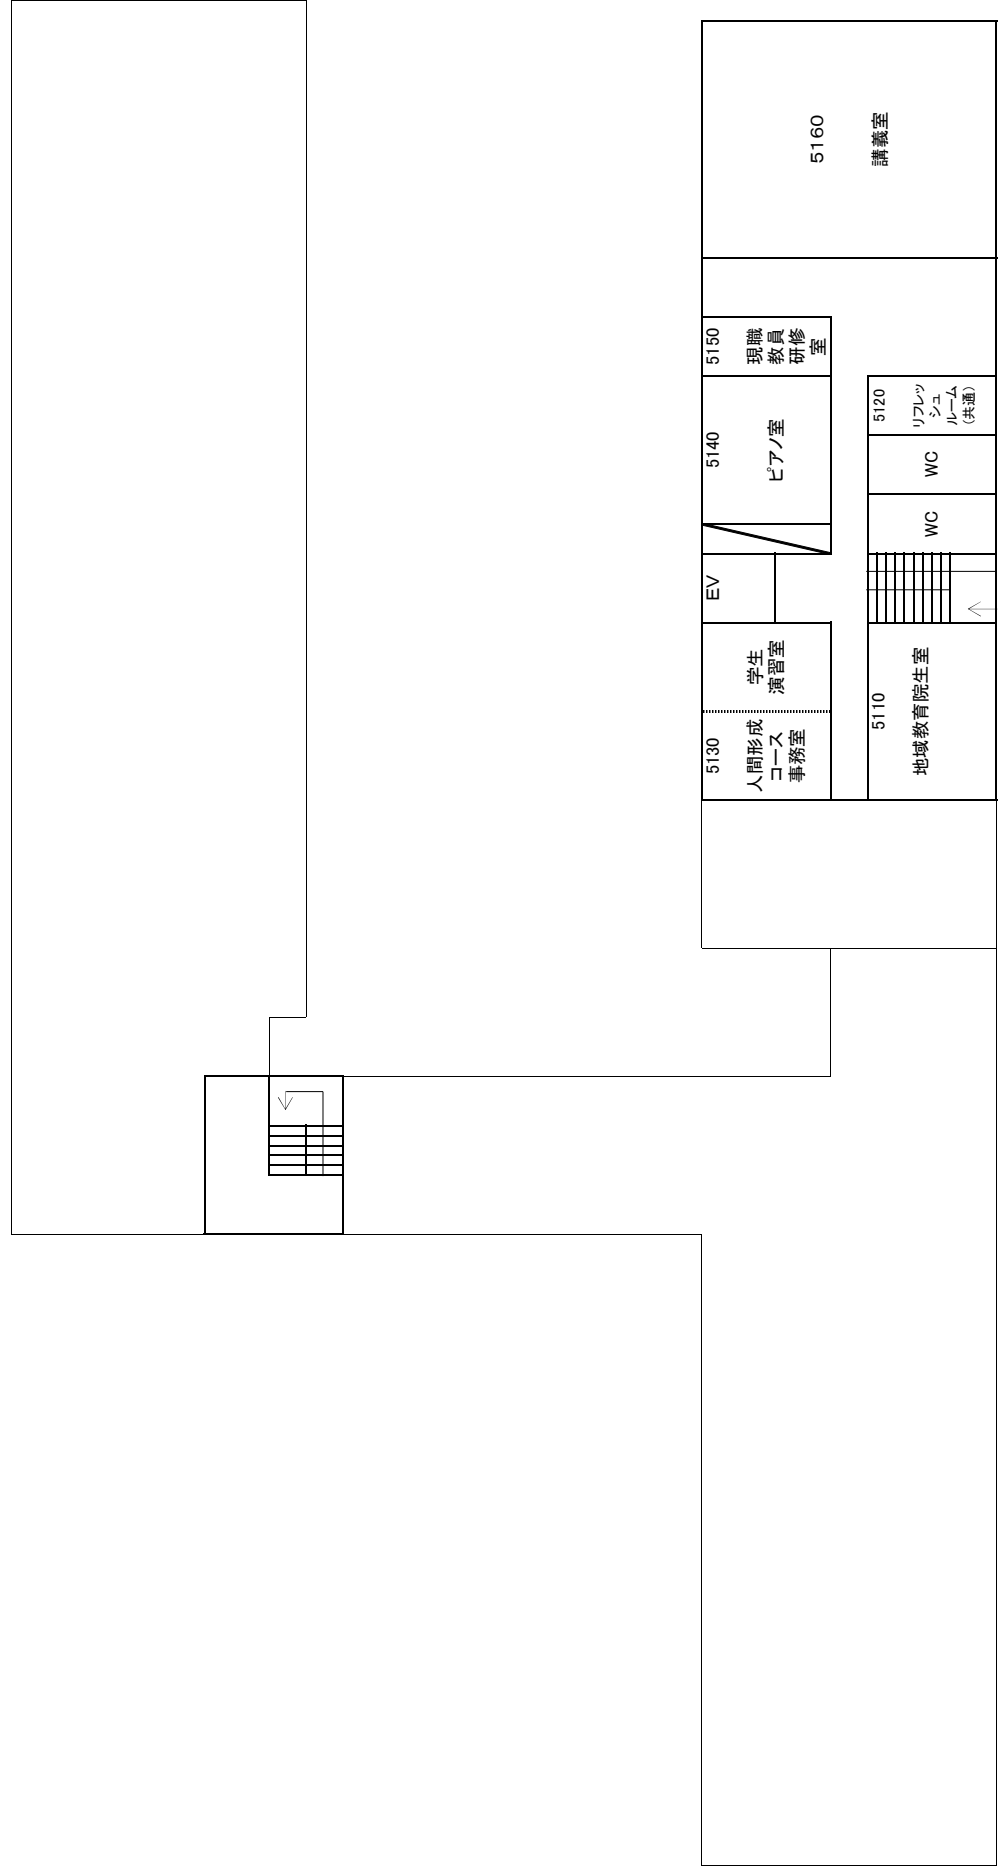 5160
講義室
5150
現職
教員
研修
室
5140
ピアノ室
EV
学生
演習室
5130
人間形成
コース
事務室
5120
リフレッ
シュ
ルーム
（共通）
WC
WC
5110
地域教育院生室